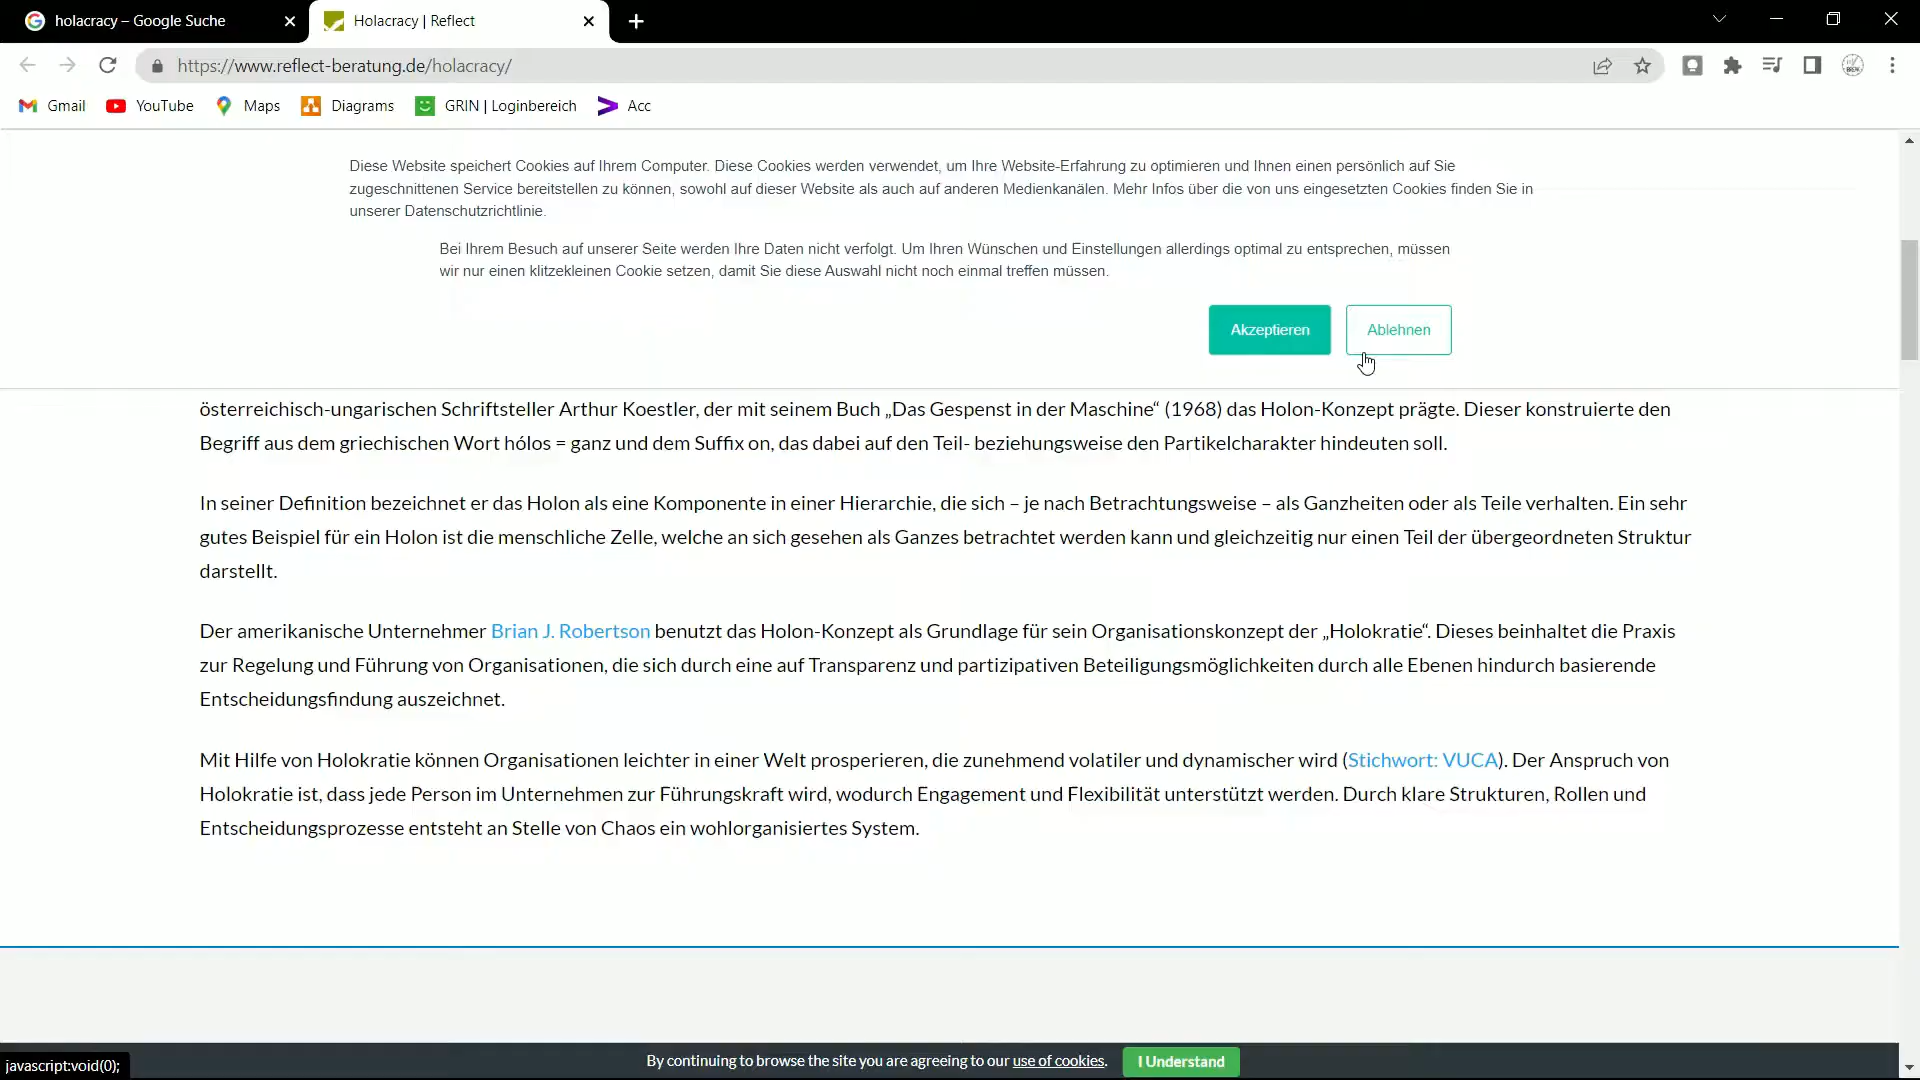 holacracy – Google Suche
Holacracy | Reflect
https://www.reflect-beratung.de/holacracy/
Gmail
YouTube
Maps
Diagrams
GRIN | Loginbereich
Acc
Diese Website speichert Cookies auf Ihrem Computer. Diese Cookies werden verwendet, um Ihre Website-Erfahrung zu optimieren und Ihnen einen persönlich auf Sie
zugeschnittenen Service bereitstellen zu können, sowohl auf dieser Website als auch auf anderen Medienkanälen. Mehr Infos über die von uns eingesetzten Cookies finden Sie in
unserer Datenschutzrichtlinie.
Bei Ihrem Besuch auf unserer Seite werden Ihre Daten nicht verfolgt. Um Ihren Wünschen und Einstellungen allerdings optimal zu entsprechen, müssen
wir nur einen klitzekleinen Cookie setzen, damit Sie diese Auswahl nicht noch einmal treffen müssen.
Akzeptieren
Ablehnen
österreichisch-ungarischen Schriftsteller Arthur Koestler, der mit seinem Buch „Das Gespenst in der Maschine“ (1968) das Holon-Konzept prägte. Dieser konstruierte den
Begriff aus dem griechischen Wort hólos = ganz und dem Suffix on, das dabei auf den Teil- beziehungsweise den Partikelcharakter hindeuten soll.
In seiner Definition bezeichnet er das Holon als eine Komponente in einer Hierarchie, die sich – je nach Betrachtungsweise – als Ganzheiten oder als Teile verhalten. Ein sehr
gutes Beispiel für ein Holon ist die menschliche Zelle, welche an sich gesehen als Ganzes betrachtet werden kann und gleichzeitig nur einen Teil der übergeordneten Struktur
darstellt.
Der amerikanische Unternehmer Brian J. Robertson benutzt das Holon-Konzept als Grundlage für sein Organisationskonzept der „Holokratie“. Dieses beinhaltet die Praxis
zur Regelung und Führung von Organisationen, die sich durch eine auf Transparenz und partizipativen Beteiligungsmöglichkeiten durch alle Ebenen hindurch basierende
Entscheidungsfindung auszeichnet.
Mit Hilfe von Holokratie können Organisationen leichter in einer Welt prosperieren, die zunehmend volatiler und dynamischer wird (Stichwort: VUCA). Der Anspruch von
Holokratie ist, dass jede Person im Unternehmen zur Führungskraft wird, wodurch Engagement und Flexibilität unterstützt werden. Durch klare Strukturen, Rollen und
Entscheidungsprozesse entsteht an Stelle von Chaos ein wohlorganisiertes System.
By continuing to browse the site you are agreeing to our use of cookies.
I Understand
javascript:void(0);